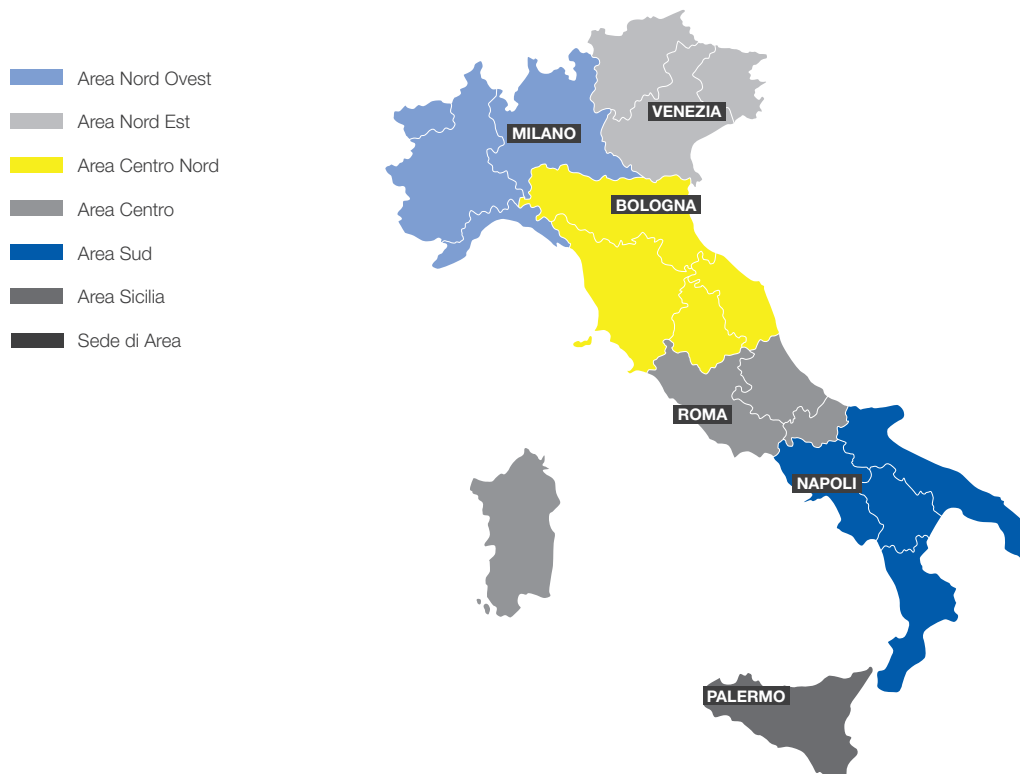 Area Nord Ovest
Area Nord Est
Area Centro Nord
Area Centro
Area Sud
Area Sicilia
Sede di Area
VENEZIA
MILANO
BOLOGNA
ROMA
NAPOLI
PALERMO